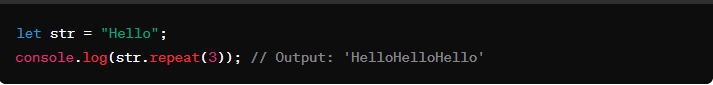 let str = "Hello";
console.log(str.repeat(3)); // Output: 'HelloHelloHello'